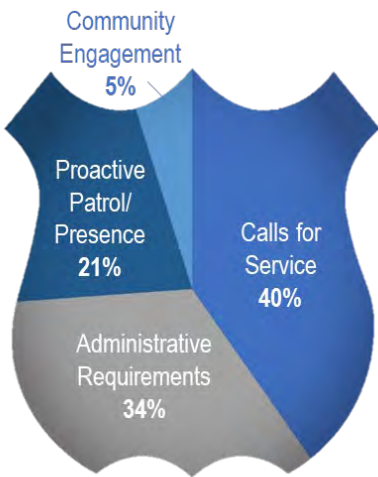 Community
Engagement
5%
Proactive
Patrol/
Presence
21%
Calls for
Service
40%
Administrative
Requirements
34%